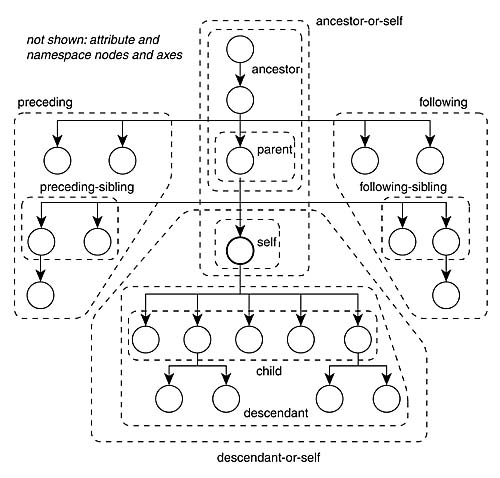 ancestor-or-self
not shown: attribute and
namespace nodes and axes
ancestor
preceding
following
parent
preceding-sibling
following-sibling
self
child
descendant
descendant-or-self